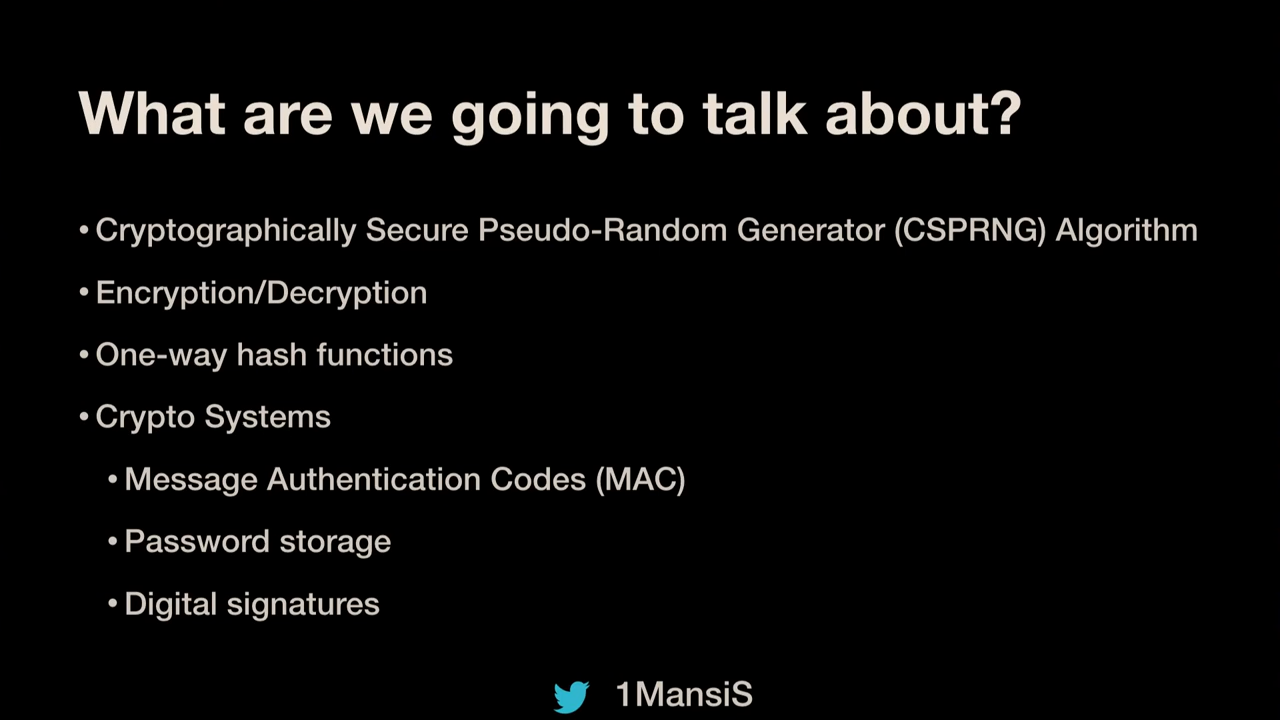 What are we going to talk about?
• Cryptographically Secure Pseudo-Random Generator (CSPRNG) Algorithm
• Encryption/Decryption
• One-way hash functions
• Crypto Systems
• Message Authentication Codes (MAC)
• Password storage
• Digital signatures
1MansiS